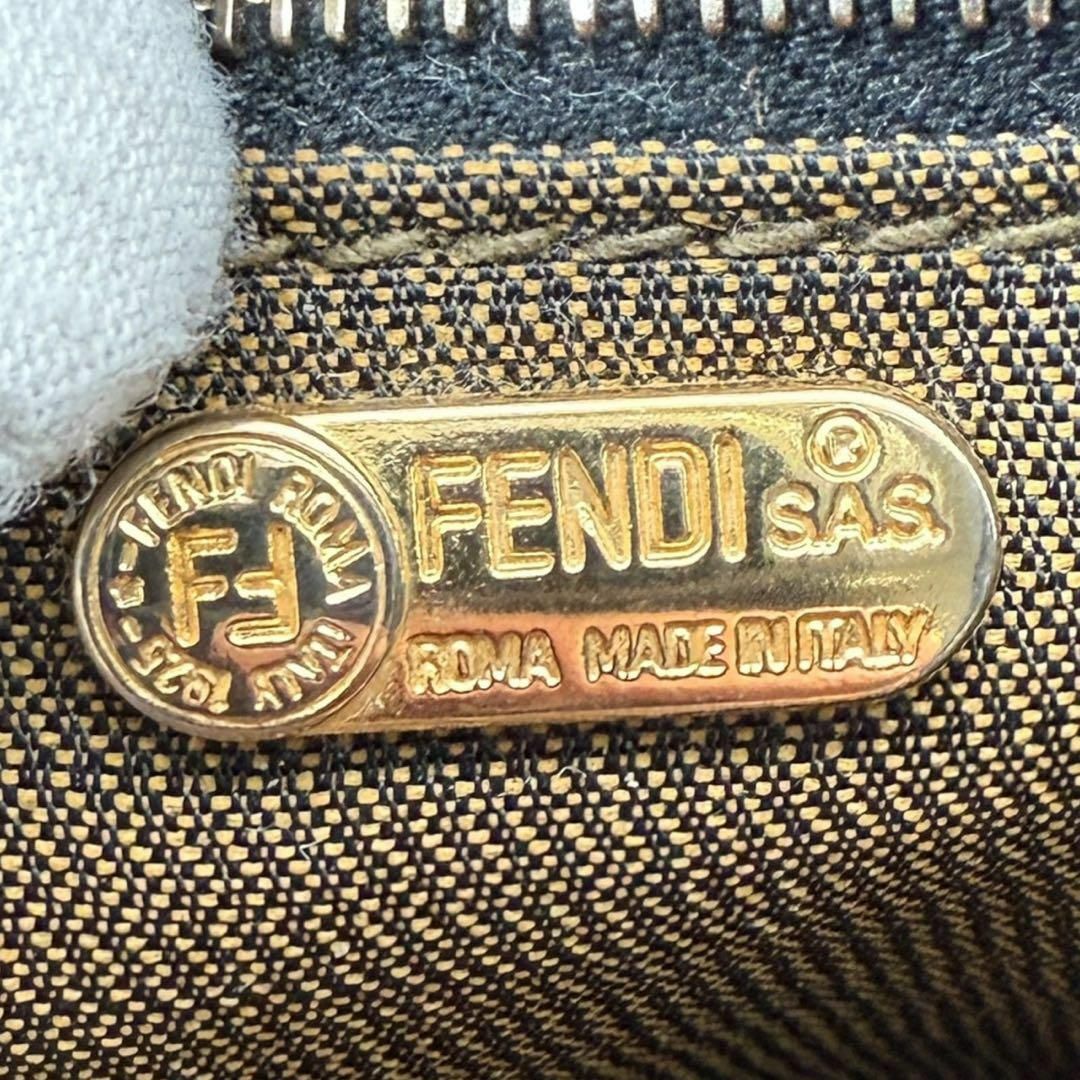 FENDI ROMA
FF
ITALY 1925
FENDI ® S.A.S.
ROMA MADE IN ITALY